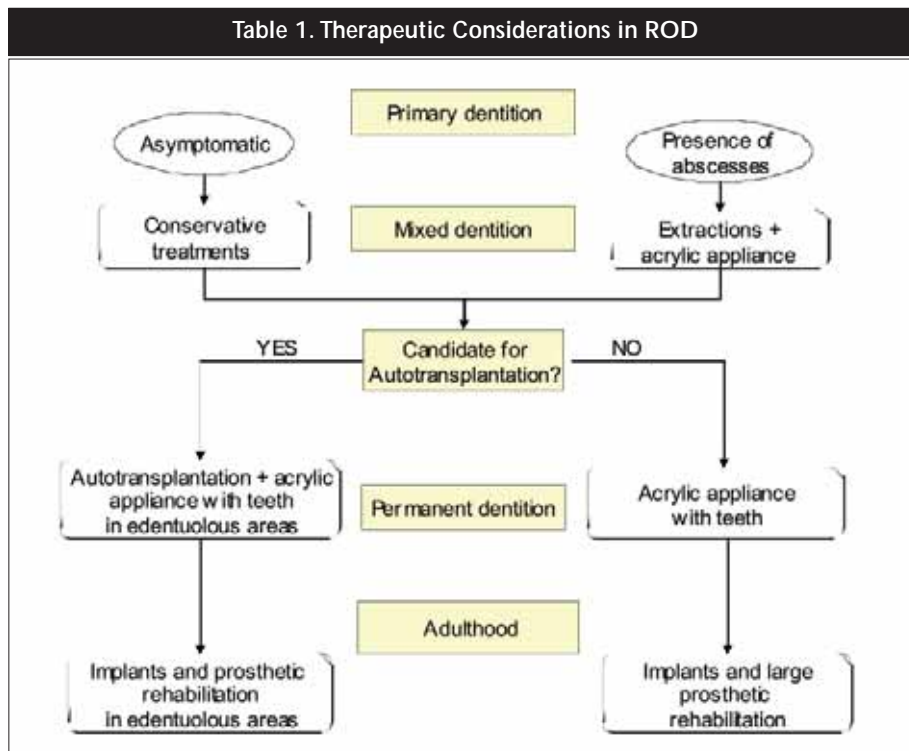 Table 1. Therapeutic Considerations in ROD
Primary dentition
Asymptomatic
Presence of
abscesses
Conservative
treatments
Mixed dentition
Extractions +
acrylic appliance
YES
Candidate for
Autotransplantation?
NO
Autotransplantation + acrylic
appliance with teeth
in edentuolous areas
Permanent dentition
Acrylic appliance
with teeth
Adulthood
Implants and prosthetic
rehabilitation
in edentuolous areas
Implants and large
prosthetic
rehabilitation